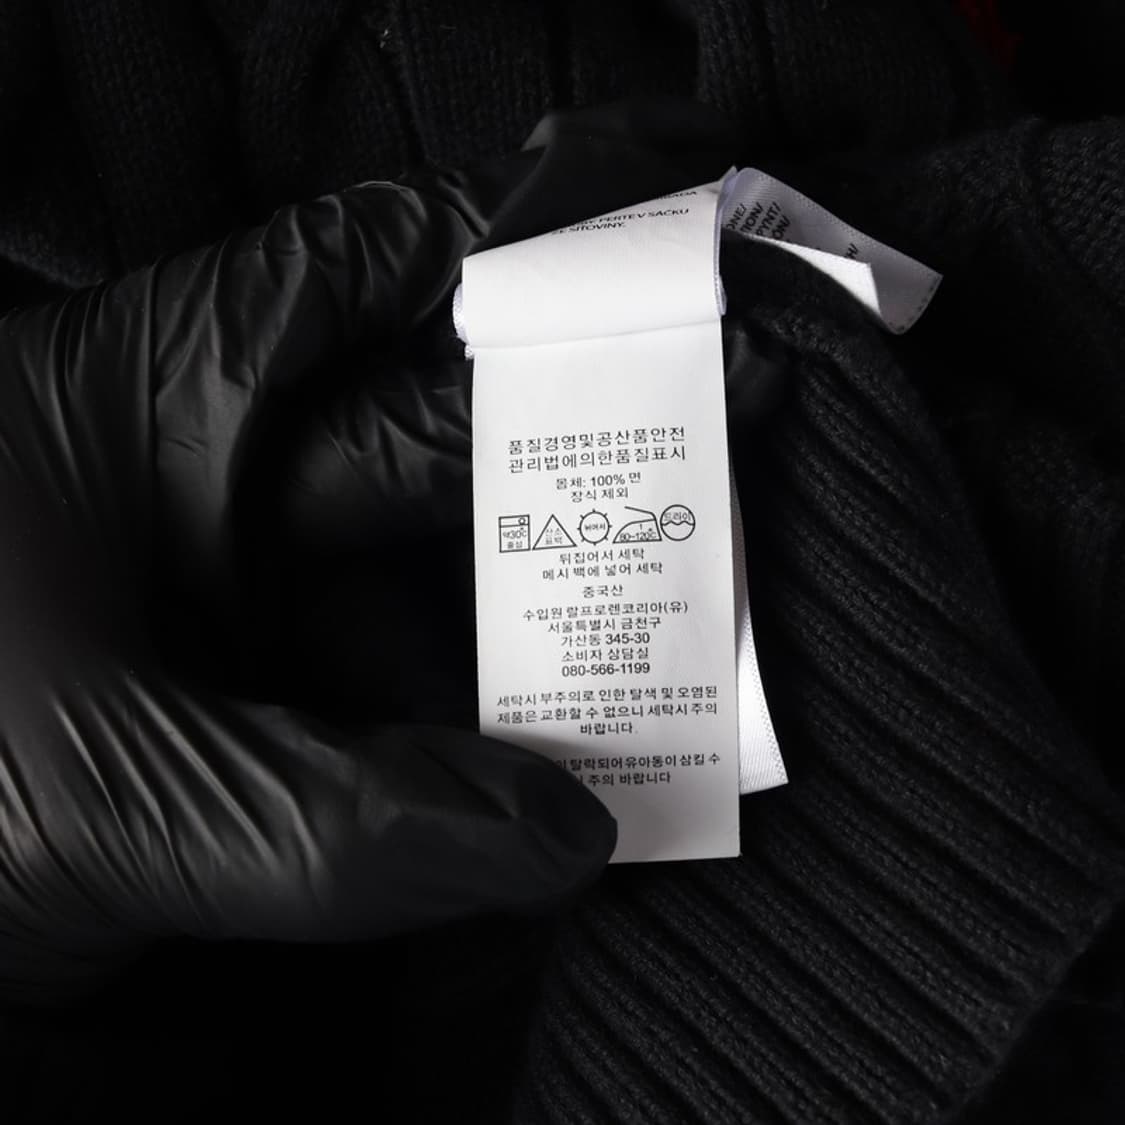 PERTE V SAČKU
ZE SÍTOVINY.
품질경영및공산품안전
관리법에의한품질표시
몸체: 100% 면
장식 제외
약30℃
중성
산소
표백
뉘어서
1
80~120℃
드라이
뒤집어서 세탁
메시 백에 넣어 세탁
중국산
수입원 랄프로렌코리아(유)
서울특별시 금천구
가산동 345-30
소비자 상담실
080-566-1199
세탁시 부주의로 인한 탈색 및 오염된
제품은 교환할 수 없으니 세탁시 주의
바랍니다.
탈락되어유아동이 삼킬 수
주의 바랍니다